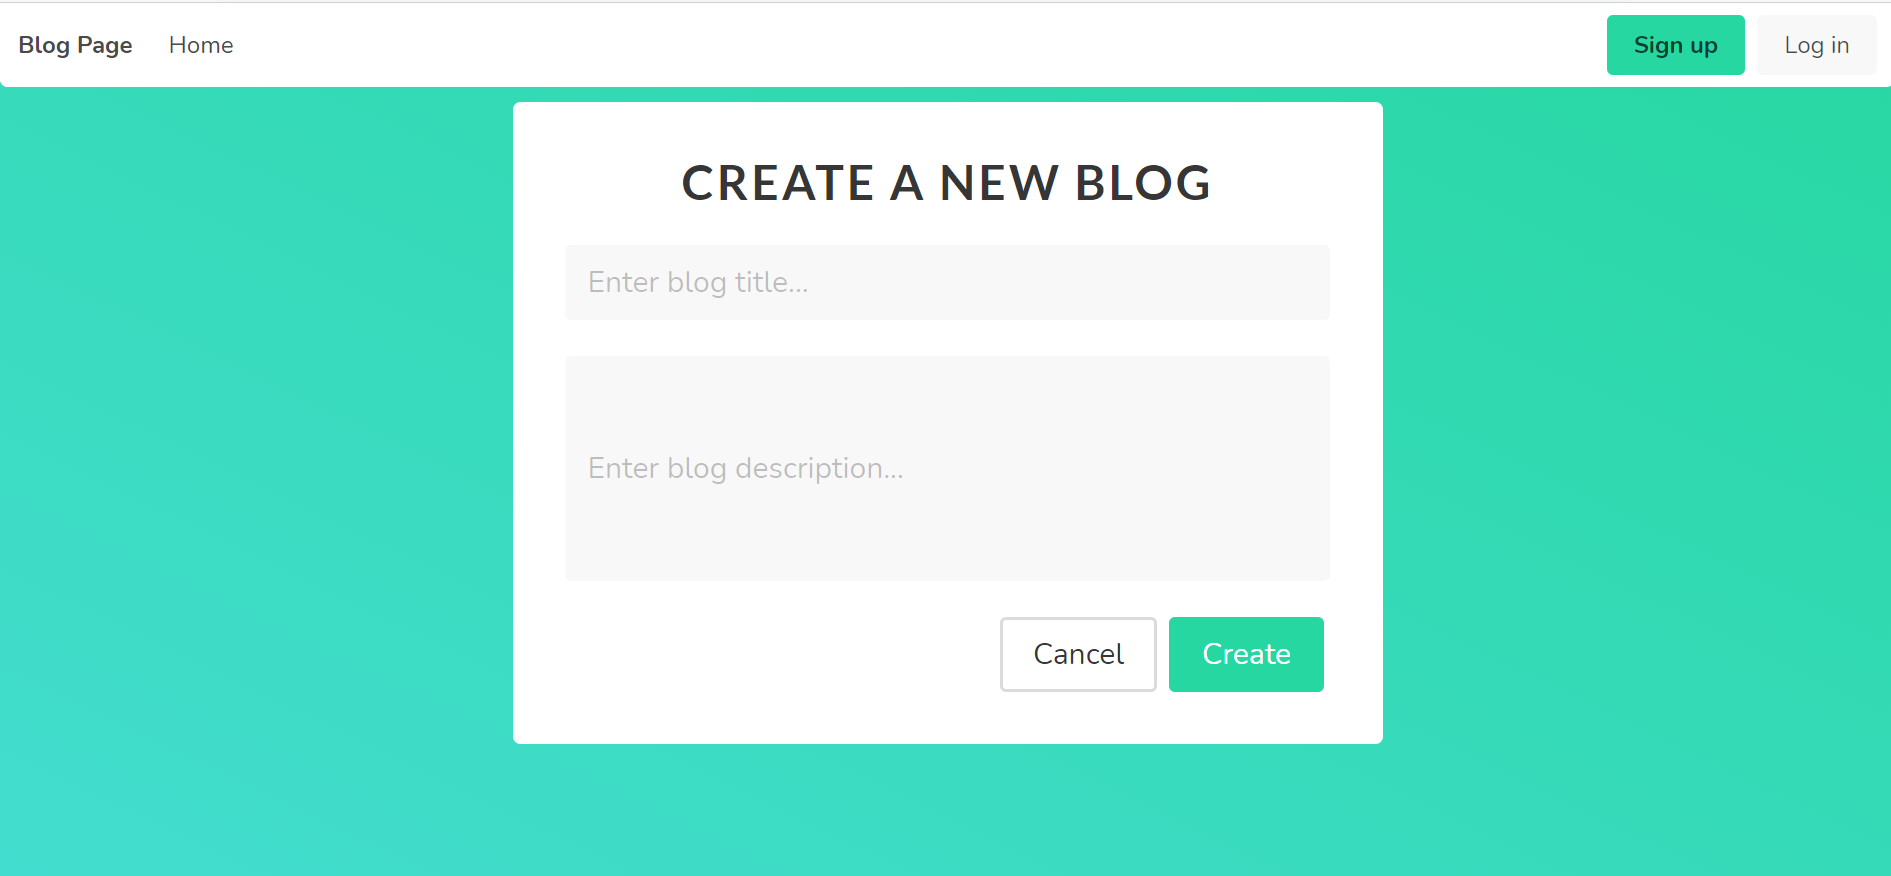 Blog Page Home Sign up Log in
CREATE A NEW BLOG
Enter blog title...
Enter blog description...
Cancel Create